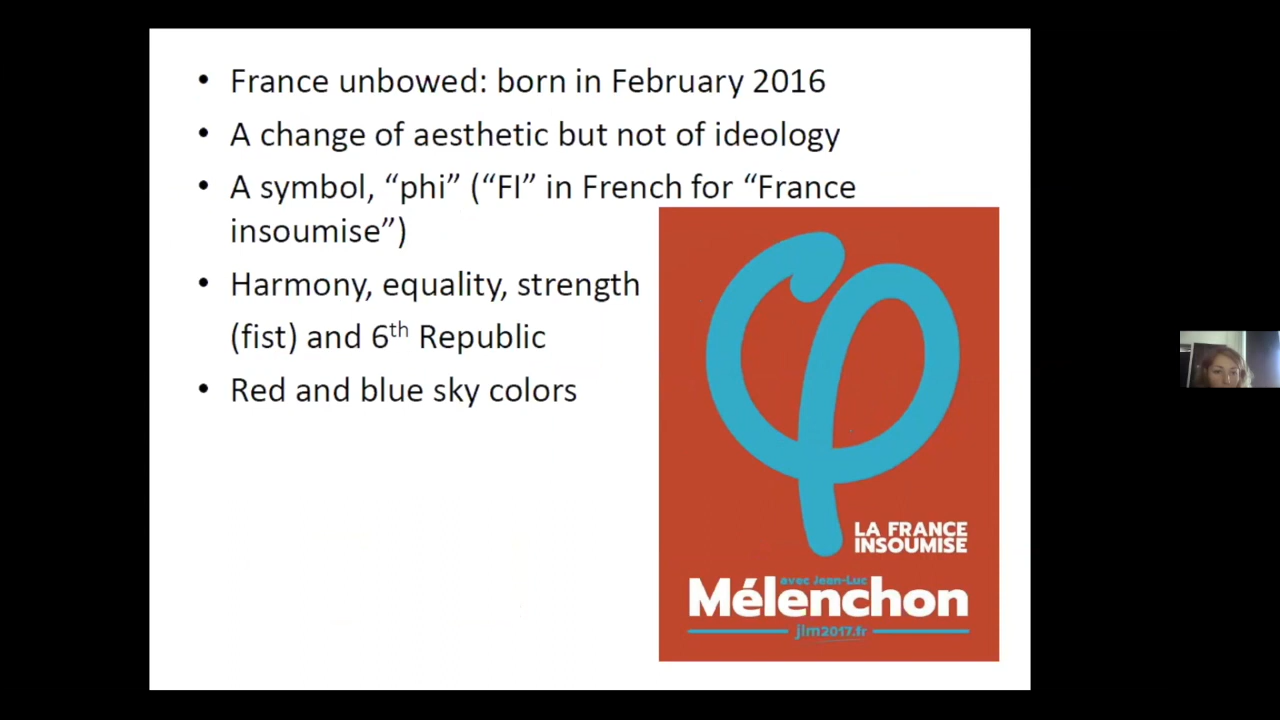 • France unbowed: born in February 2016
• A change of aesthetic but not of ideology
• A symbol, “phi” (“FI” in French for “France
insoumise”)
• Harmony, equality, strength
(fist) and 6th Republic
• Red and blue sky colors
LA FRANCE
INSOUMISE
avec Jean-Luc
Mélenchon
jlm2017.fr